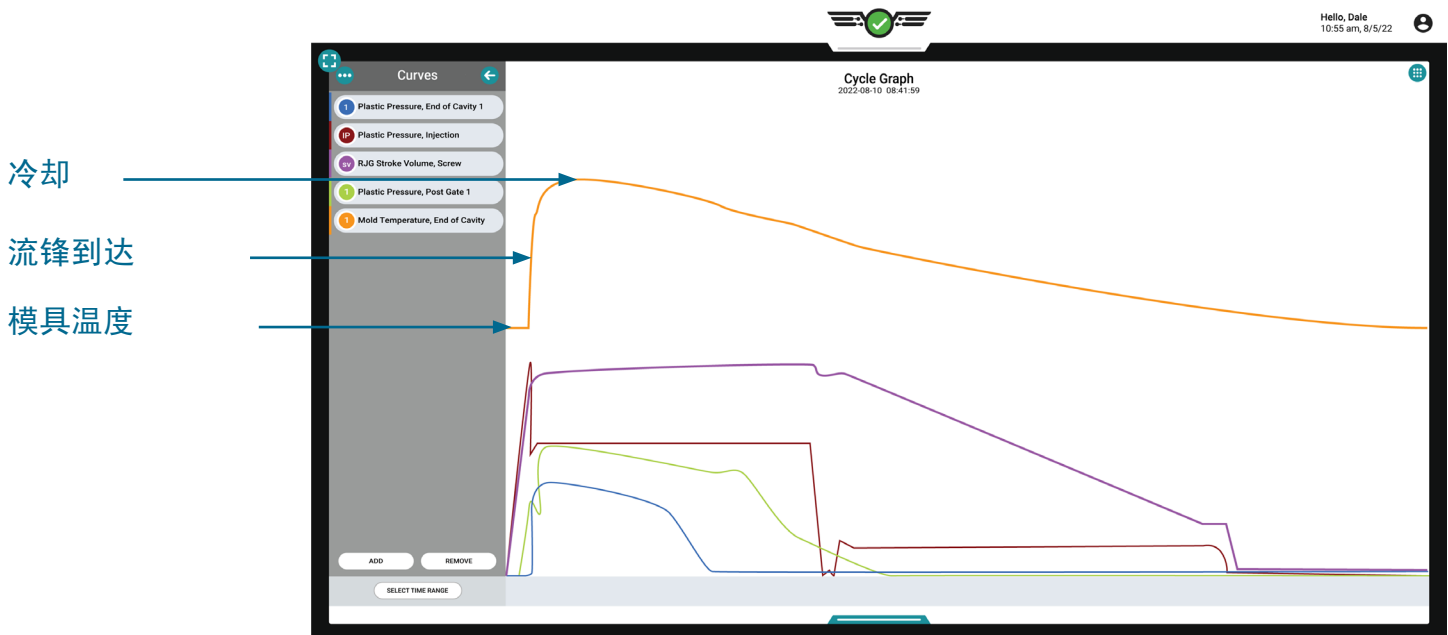 Hello, Dale
10:55 am, 8/5/22
Curves
Cycle Graph
2022-08-10 08:41:59
1 Plastic Pressure, End of Cavity 1
IP Plastic Pressure, Injection
SV RJG Stroke Volume, Screw
1 Plastic Pressure, Post Gate 1
1 Mold Temperature, End of Cavity
冷却
流锋到达
模具温度
ADD
REMOVE
SELECT TIME RANGE